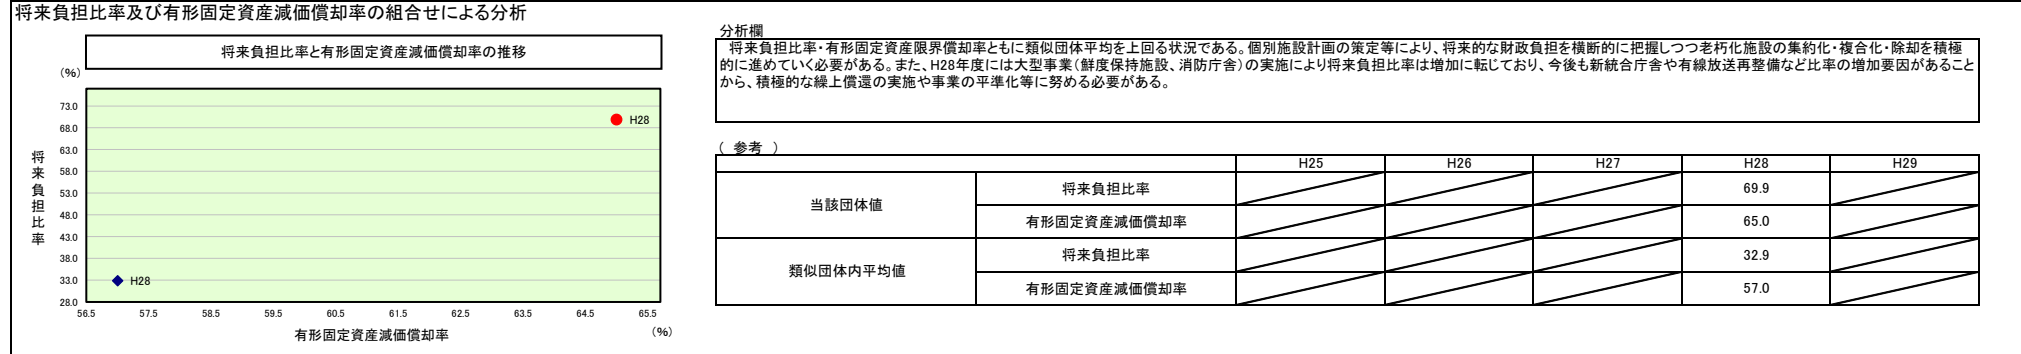 将来負担比率及び有形固定資産減価償却率の組合せによる分析
将来負担比率と有形固定資産減価償却率の推移
(%)
73.0
68.0
63.0
58.0
53.0
48.0
43.0
38.0
33.0
28.0
将来負担比率
H28
H28
56.5 57.5 58.5 59.5 60.5 61.5 62.5 63.5 64.5 65.5
有形固定資産減価償却率
(%)
分析欄
将来負担比率・有形固定資産限界償却率ともに類似団体平均を上回る状況である。個別施設計画の策定等により、将来的な財政負担を横断的に把握しつつ老朽化施設の集約化・複合化・除却を積極
的に進めていく必要がある。また、H28年度には大型事業(鮮度保持施設、消防庁舎)の実施により将来負担比率は増加に転じており、今後も新統合庁舎や有線放送再整備など比率の増加要因があること
から、積極的な繰上償還の実施や事業の平準化等に努める必要がある。
( 参考 )
H25 H26 H27 H28 H29
当該団体値
将来負担比率 69.9
有形固定資産減価償却率 65.0
類似団体内平均値
将来負担比率 32.9
有形固定資産減価償却率 57.0